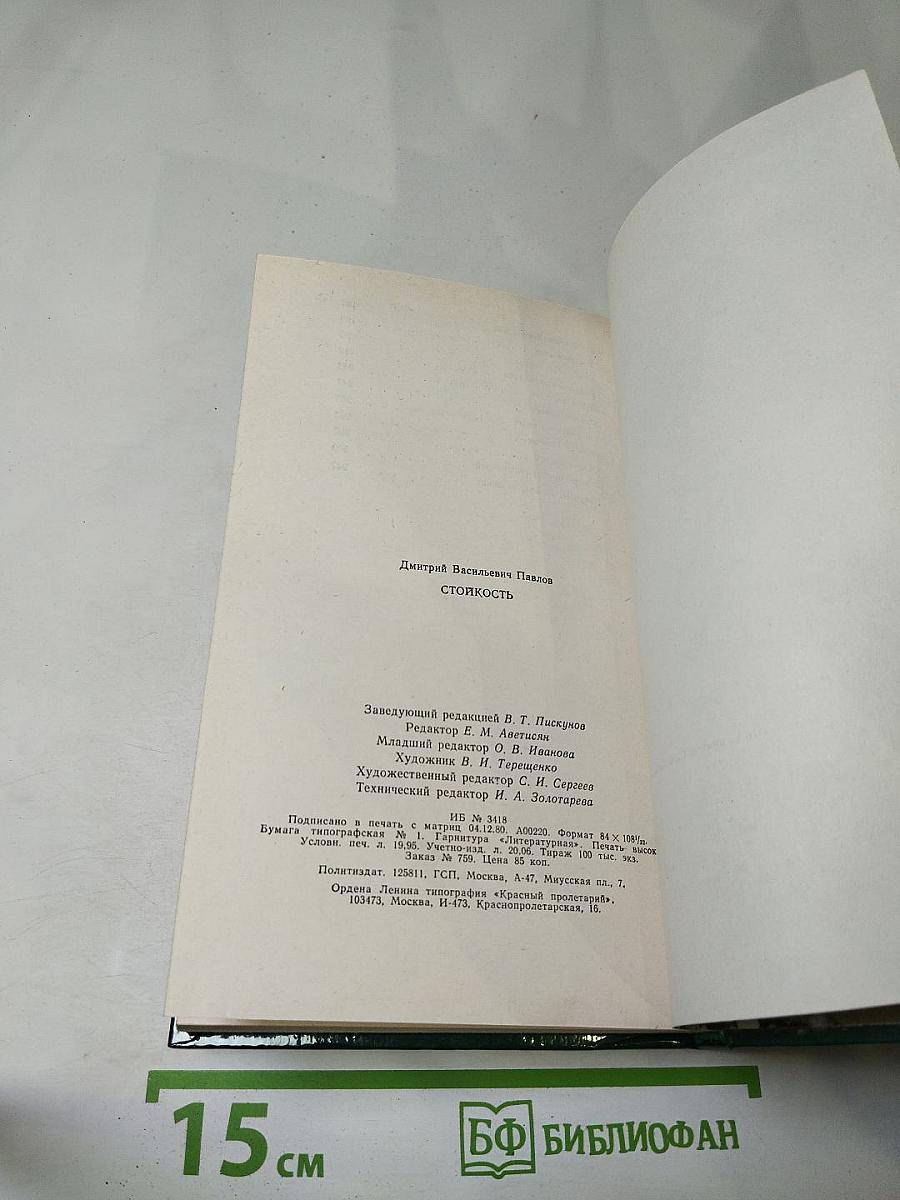 Дмитрий Васильевич Павлов
СТОЙКОСТЬ
Заведующий редакцией В. Т. Пискунов
Редактор Е. М. Аветисян
Младший редактор О. В. Иванова
Художник В. И. Терещенко
Художественный редактор С. И. Сергеев
Технический редактор И. А. Золотарева
ИБ № 3418
Подписано в печать с матриц 04.12.80. А00220. Формат 84 × 108¹/₃₂.
Бумага типографская № 1. Гарнитура «Литературная». Печать высок
Условн. печ. л. 19,95. Учетно-изд. л. 20,06. Тираж 100 тыс. экз.
Заказ № 759. Цена 85 коп.
Политиздат. 125811, ГСП, Москва, А-47, Миусская пл., 7.
Ордена Ленина типография «Красный пролетарий».
103473, Москва, И-473, Краснопролетарская, 16.
15 см
БФ БИБЛИОФАН